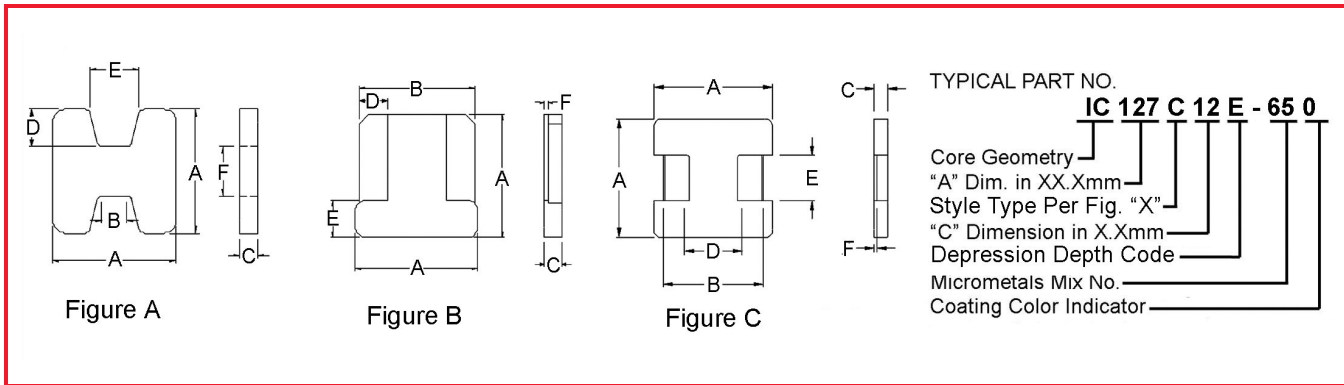 E
D
F
A
B
A
C
Figure A
B
D
F
A
E
A
C
Figure B
A
C
A
E
D
F
B
Figure C
TYPICAL PART NO.
IC 127 C 12 E - 65 0
Core Geometry
"A" Dim. in XX.Xmm
Style Type Per Fig. "X"
"C" Dimension in X.Xmm
Depression Depth Code
Micrometals Mix No.
Coating Color Indicator